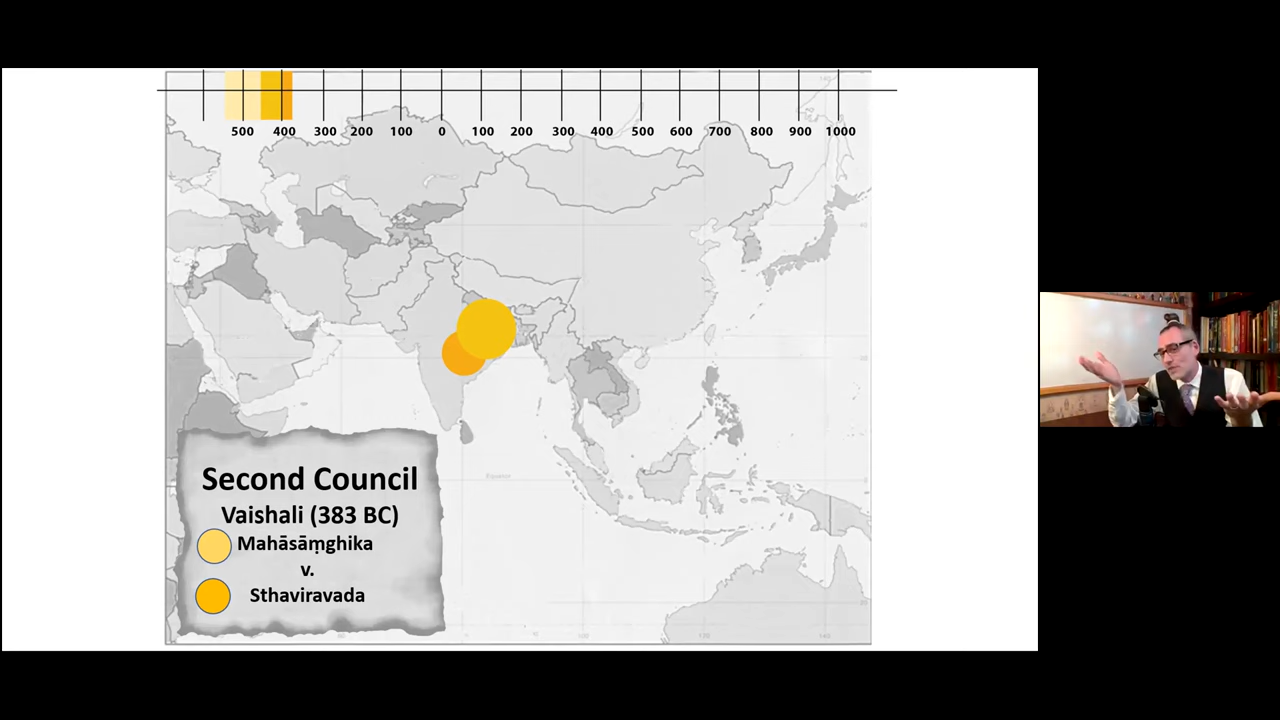 500 400 300 200 100 0 100 200 300 400 500 600 700 800 900 1000
Equator
Second Council
Vaishali (383 BC)
Mahāsāṃghika
v.
Sthaviravada